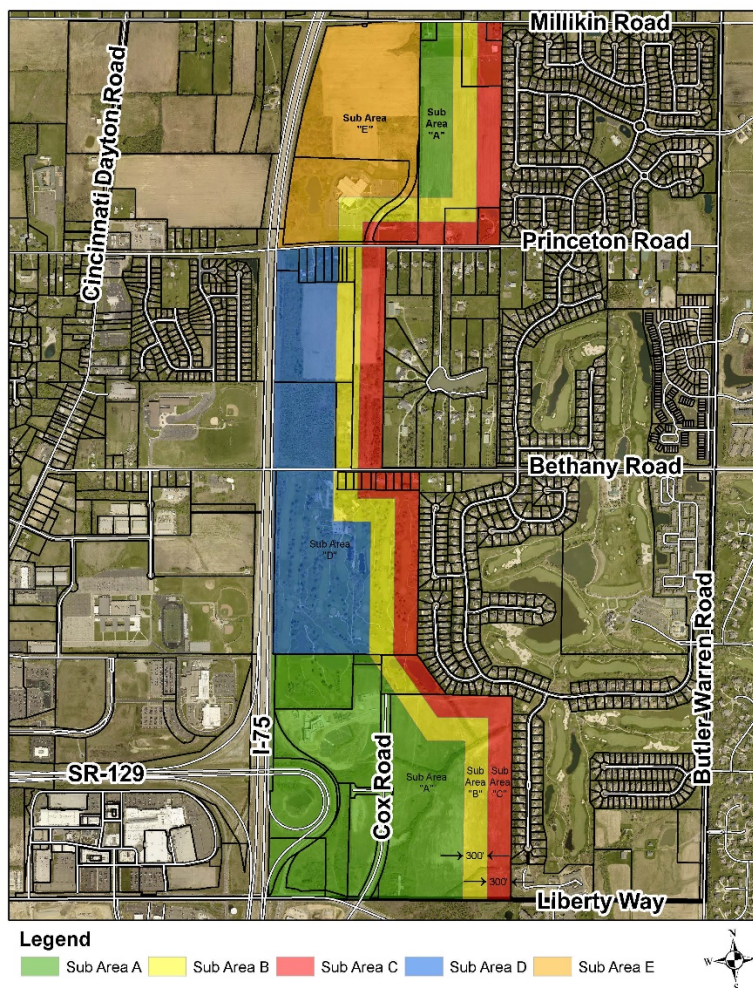 Millikin Road
Cincinnati Dayton Road
Sub Area
"E"
Sub
Area
"A"
Princeton Road
Bethany Road
Sub Area
"D"
Butler-Warren Road
I-75
SR-129
Cox Road
Sub Area
"A"
Sub
Area
"B"
Sub
Area
"C"
300'
300'
Liberty Way
Legend
Sub Area A
Sub Area B
Sub Area C
Sub Area D
Sub Area E
N
W
E
S